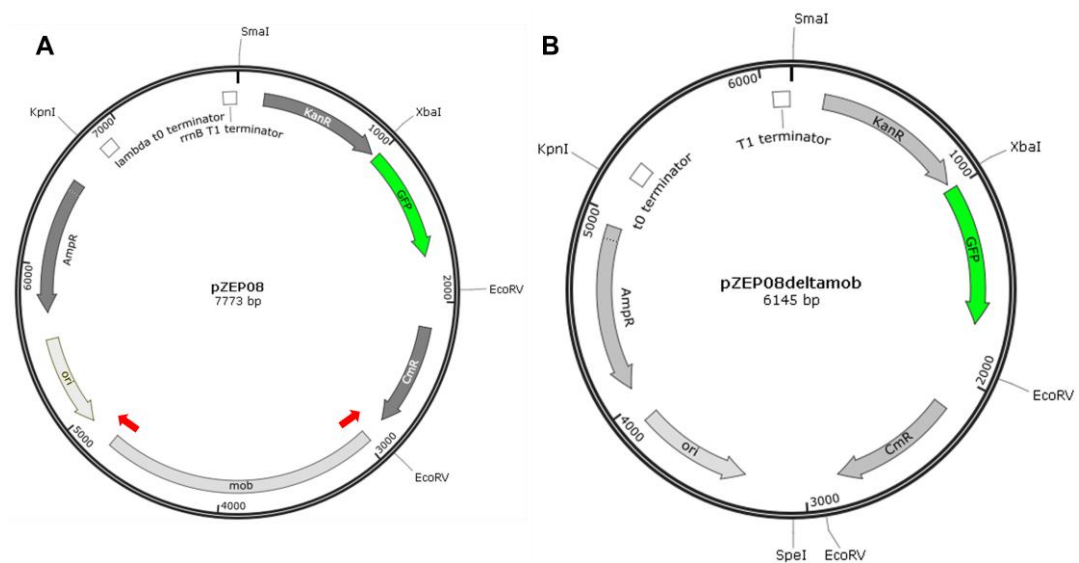 A
SmaI
KpnI
7000
lambda t0 terminator
rrnB T1 terminator
KanR
1000
XbaI
GFP
AmpR
6000
pZEP08
7773 bp
2000
EcoRV
CmR
ori
5000
3000
mob
EcoRV
4000
B
SmaI
6000
T1 terminator
KanR
KpnI
t0 terminator
1000
XbaI
5000
GFP
AmpR
pZEP08deltamob
6145 bp
2000
EcoRV
4000
ori
CmR
3000
SpeI
EcoRV